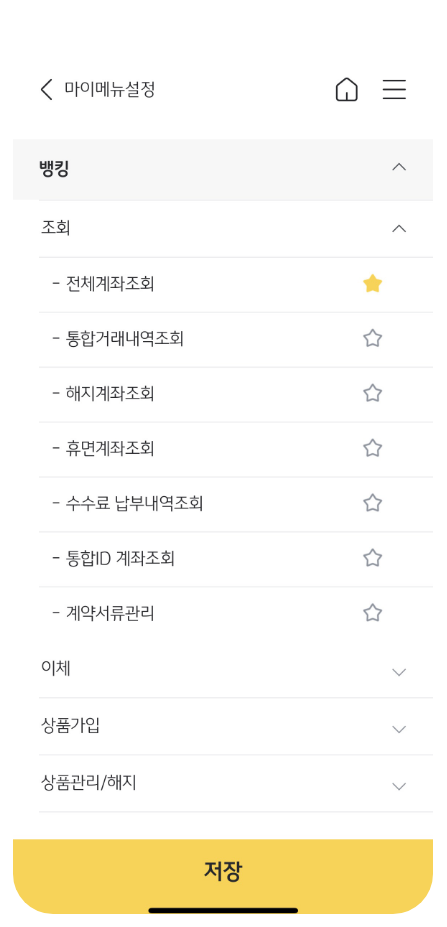 마이메뉴설정
뱅킹
조회
- 전체계좌조회
- 통합거래내역조회
- 해지계좌조회
- 휴면계좌조회
- 수수료 납부내역조회
- 통합ID 계좌조회
- 계약서류관리
이체
상품가입
상품관리/해지
저장